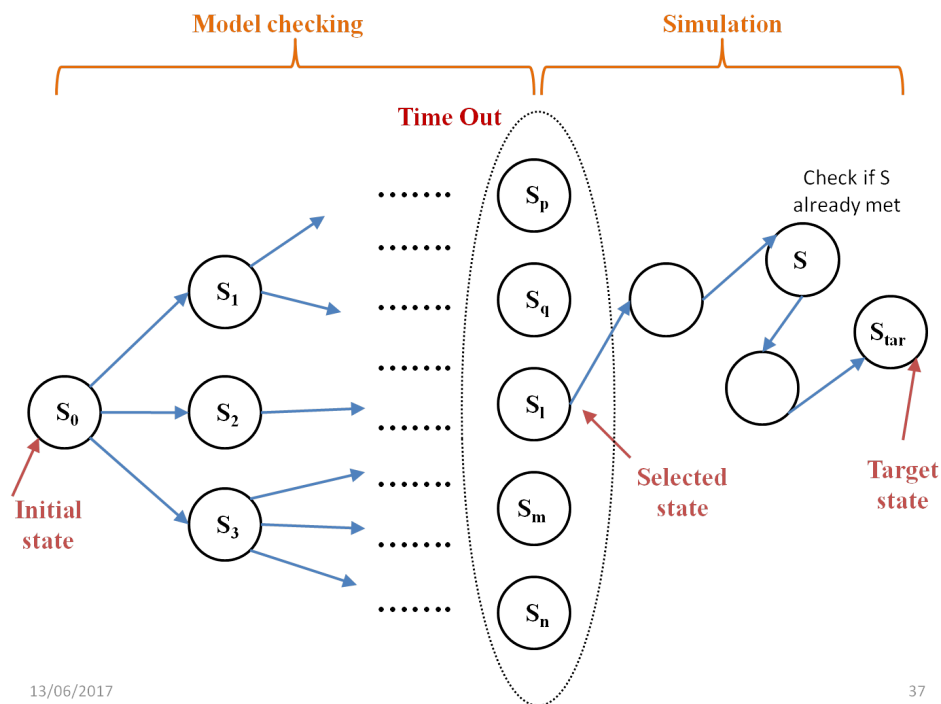 Model checking
Simulation
Time Out
Check if S
already met
.......
Sp
.......
S1
.......
Sq
S
Star
.......
S0
S2
.......
Sl
Initial
state
S3
.......
Sm
.......
Selected
state
Target
state
.......
Sn
13/06/2017
37